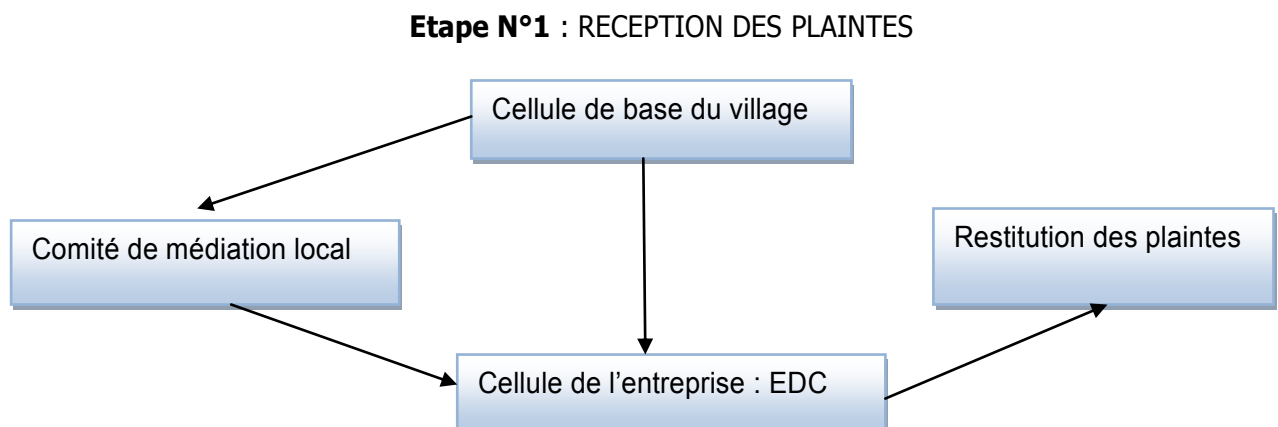 Etape N°1 : RECEPTION DES PLAINTES
Cellule de base du village
Comité de médiation local
Restitution des plaintes
Cellule de l’entreprise : EDC